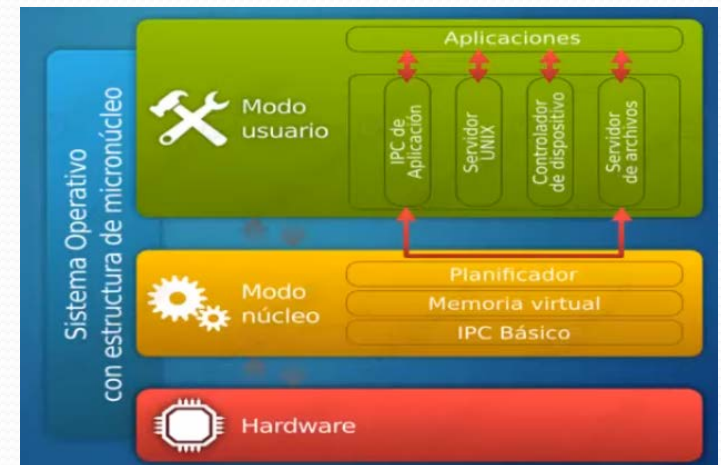 Sistema Operativo
con estructura de micronúcleo
Modo
usuario
Aplicaciones
IPC de
Aplicación
Servidor
UNIX
Controlador
de dispositivo
Servidor
de archivos
Modo
núcleo
Planificador
Memoria virtual
IPC Básico
Hardware